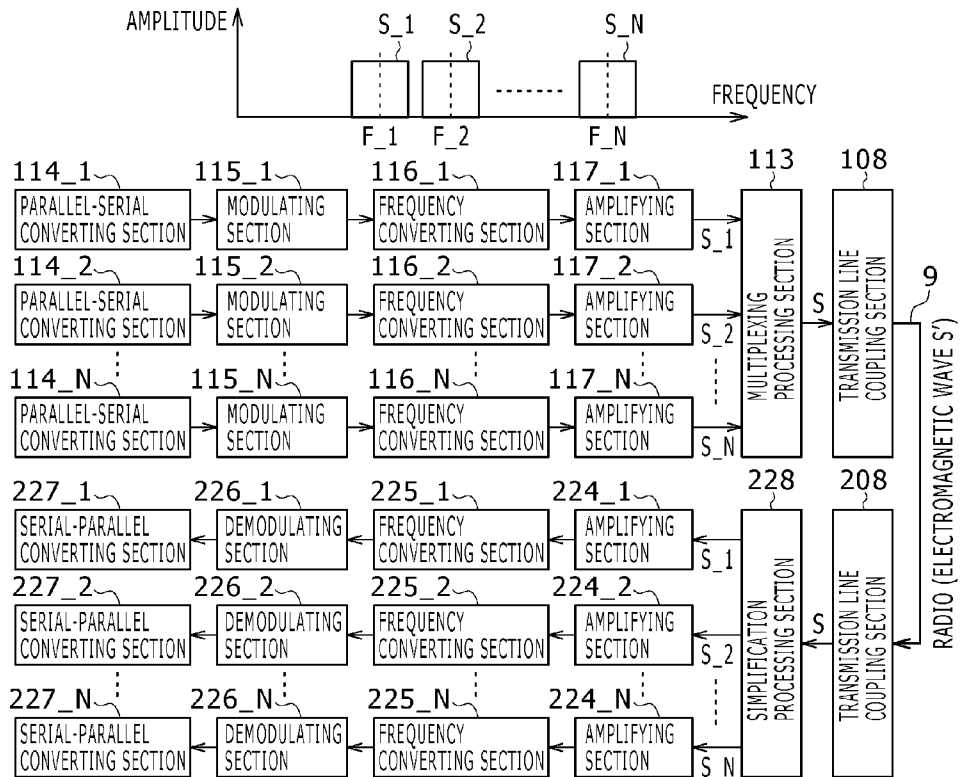 AMPLITUDE
S_1 S_2 S_N
FREQUENCY
F_1 F_2 F_N
114_1 115_1 116_1 117_1 113 108
PARALLEL-SERIAL
CONVERTING SECTION
MODULATING
SECTION
FREQUENCY
CONVERTING SECTION
AMPLIFYING
SECTION
S_1
114_2 115_2 116_2 117_2
PARALLEL-SERIAL
CONVERTING SECTION
MODULATING
SECTION
FREQUENCY
CONVERTING SECTION
AMPLIFYING
SECTION
S_2
114_N 115_N 116_N 117_N
PARALLEL-SERIAL
CONVERTING SECTION
MODULATING
SECTION
FREQUENCY
CONVERTING SECTION
AMPLIFYING
SECTION
S_N
MULTIPLEXING
PROCESSING SECTION
S
TRANSMISSION LINE
COUPLING SECTION
9
RADIO (ELECTROMAGNETIC WAVE S')
227_1 226_1 225_1 224_1 228 208
SERIAL-PARALLEL
CONVERTING SECTION
DEMODULATING
SECTION
FREQUENCY
CONVERTING SECTION
AMPLIFYING
SECTION
S_1
227_2 226_2 225_2 224_2
SERIAL-PARALLEL
CONVERTING SECTION
DEMODULATING
SECTION
FREQUENCY
CONVERTING SECTION
AMPLIFYING
SECTION
S_2
227_N 226_N 225_N 224_N
SERIAL-PARALLEL
CONVERTING SECTION
DEMODULATING
SECTION
FREQUENCY
CONVERTING SECTION
AMPLIFYING
SECTION
S_N
SIMPLIFICATION
PROCESSING SECTION
S
TRANSMISSION LINE
COUPLING SECTION